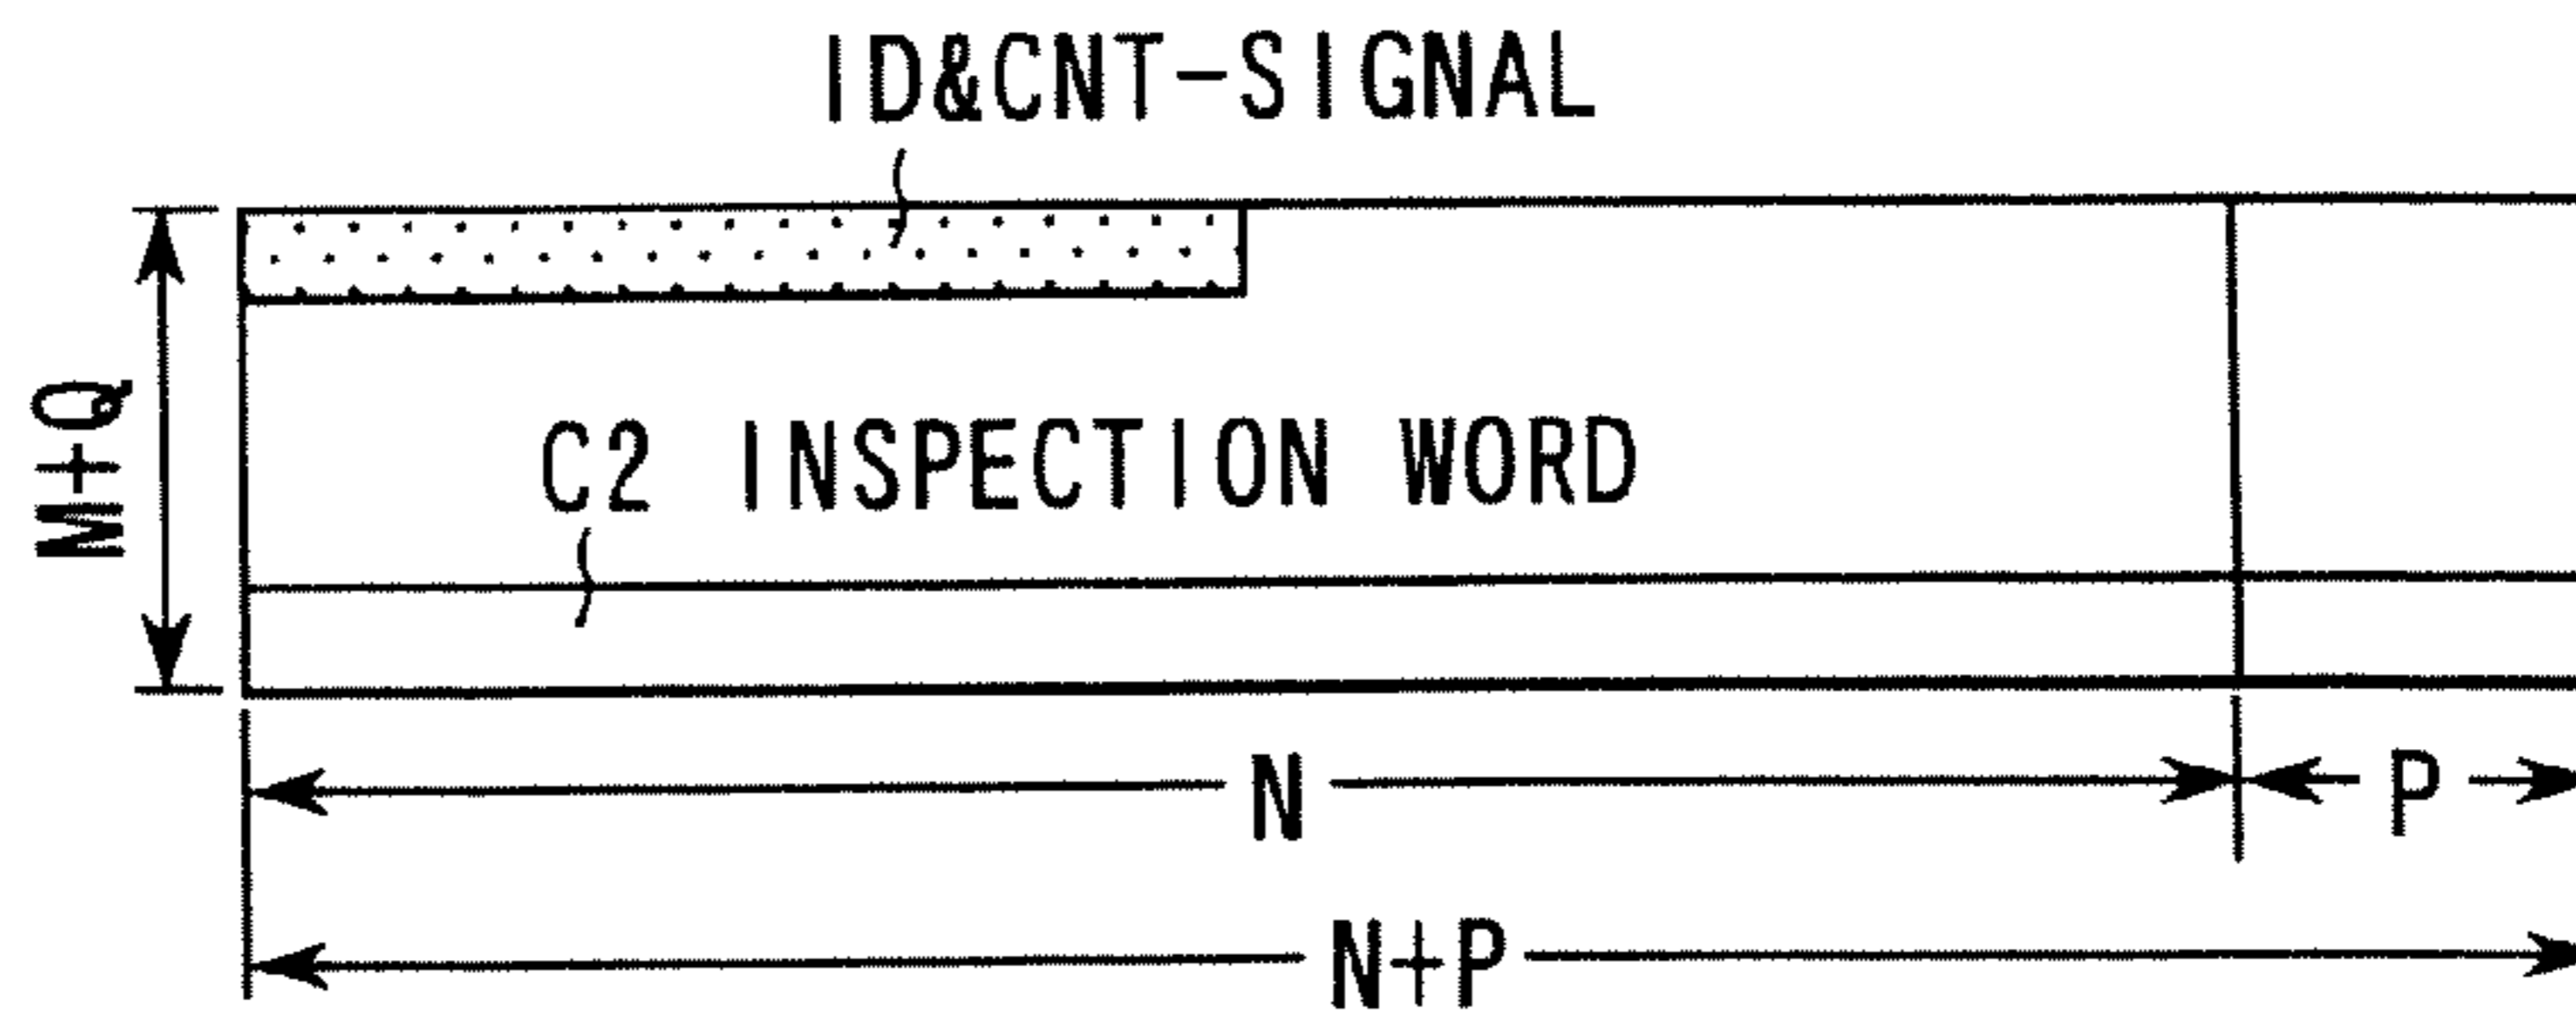 ID&CNT-SIGNAL
M+Q
C2 INSPECTION WORD
N
P
N+P